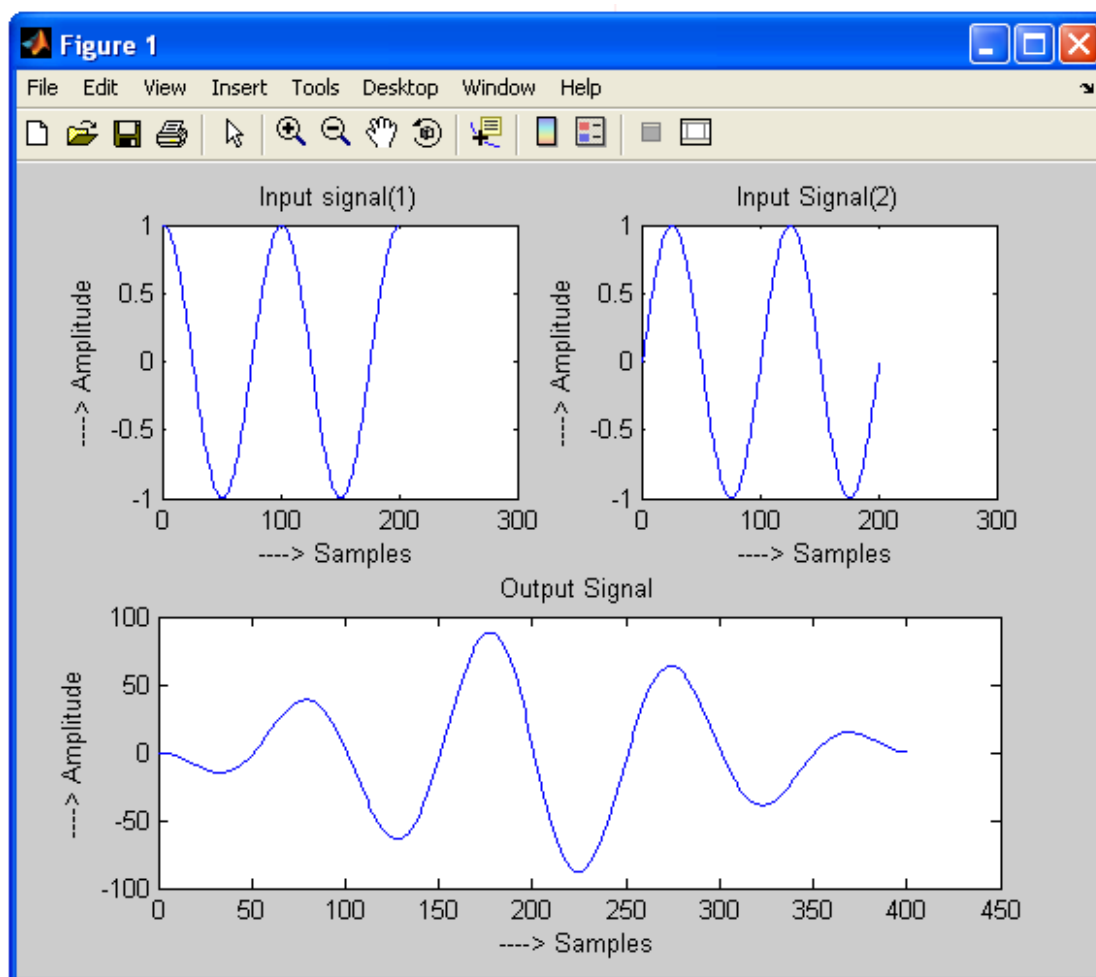 Figure 1
File Edit View Insert Tools Desktop Window Help
Input signal(1)
1
0.5
0
-0.5
-1
----> Amplitude
0 100 200 300
----> Samples
Input Signal(2)
1
0.5
0
-0.5
-1
----> Amplitude
0 100 200 300
----> Samples
Output Signal
100
50
0
-50
-100
----> Amplitude
0 50 100 150 200 250 300 350 400 450
----> Samples